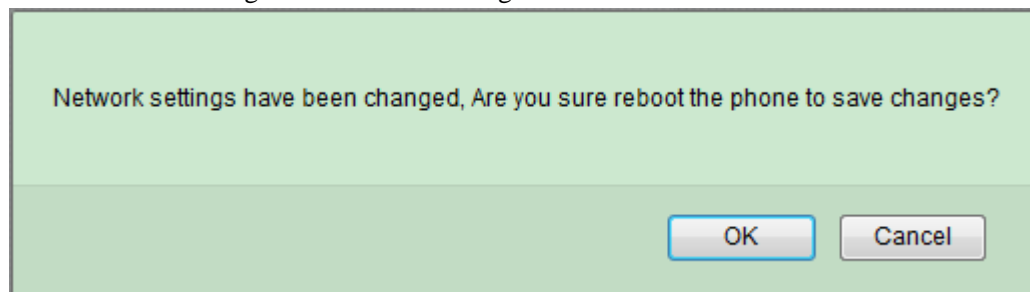 Network settings have been changed, Are you sure reboot the phone to save changes?
OK
Cancel